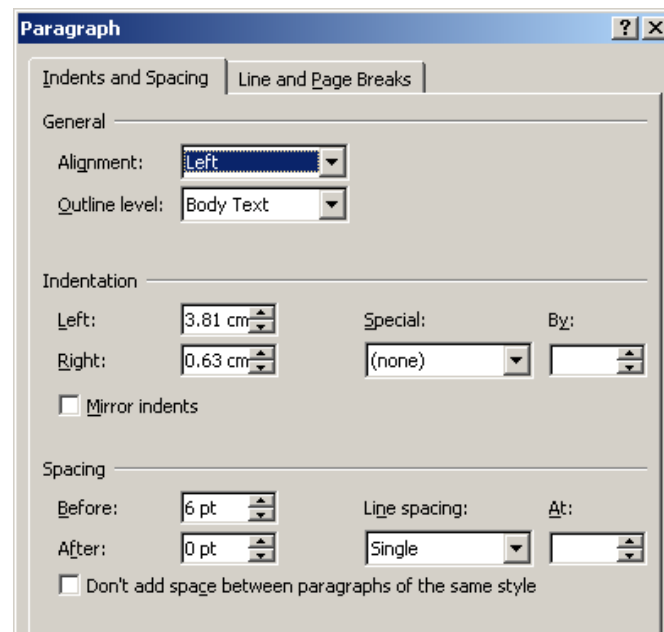 Paragraph
Indents and Spacing Line and Page Breaks
General
Alignment: Left
Outline level: Body Text
Indentation
Left: 3.81 cm Special: By:
Right: 0.63 cm (none)
Mirror indents
Spacing
Before: 6 pt Line spacing: At:
After: 0 pt Single
Don't add space between paragraphs of the same style